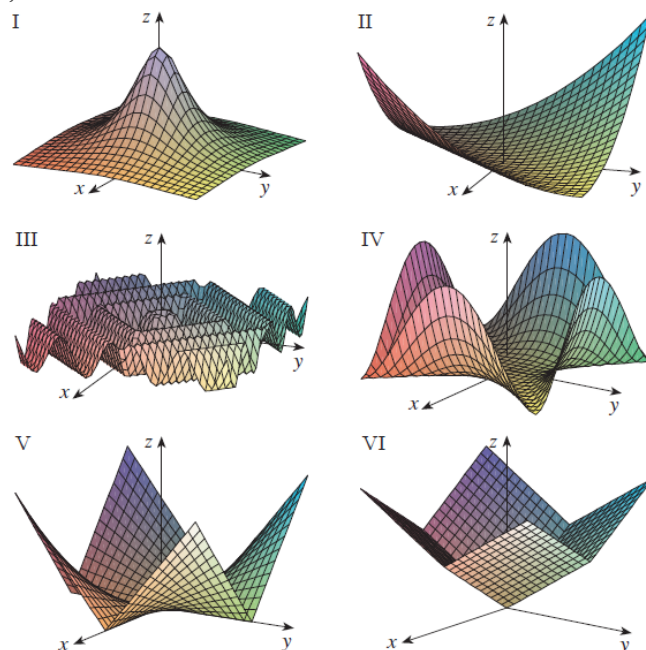 I z x y
II z x y
III z x y
IV z x y
V z x y
VI z x y